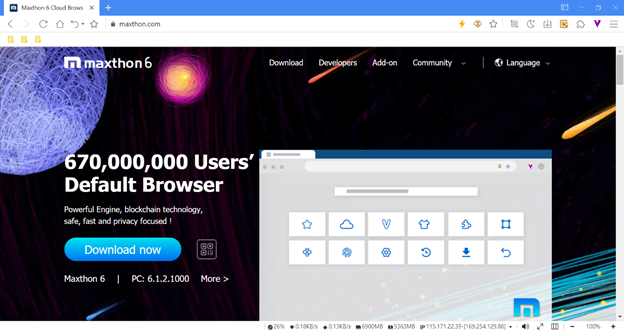 Maxthon 6 Cloud Brows
maxthon.com
maxthon 6
Download
Developers
Add-on
Community
Language
670,000,000 Users'
Default Browser
Powerful Engine, blockchain technology,
safe, fast and privacy focused !
Download now
Maxthon 6 | PC: 6.1.2.1000 More >
26% 0.18KB/s 0.13KB/s 6900MB 5363MB IP 115.171.22.39-[169.254.129.88] 100%